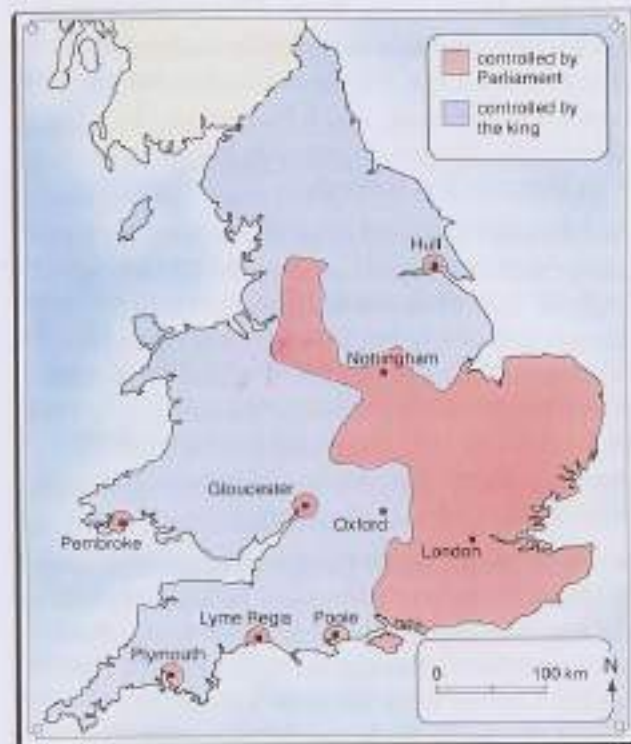 controlled by
Parliament
controlled by
the king
Hull
Nottingham
Gloucester
Oxford
Pembroke
London
Lyme Regis
Poole
Plymouth
0
100 km
N